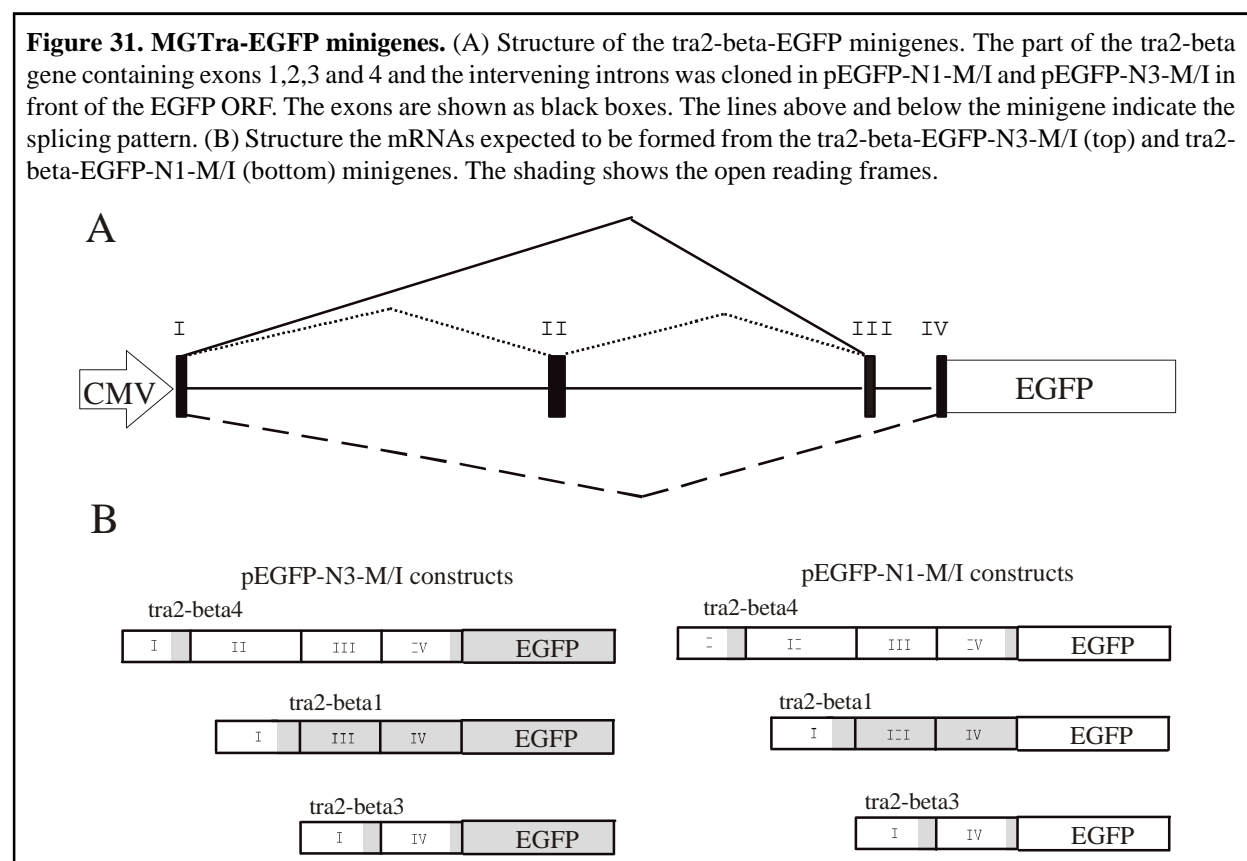 Figure 31. MGTra-EGFP minigenes. (A) Structure of the tra2-beta-EGFP minigenes. The part of the tra2-beta
gene containing exons 1,2,3 and 4 and the intervening introns was cloned in pEGFP-N1-M/I and pEGFP-N3-M/I in
front of the EGFP ORF. The exons are shown as black boxes. The lines above and below the minigene indicate the
splicing pattern. (B) Structure the mRNAs expected to be formed from the tra2-beta-EGFP-N3-M/I (top) and tra2-
beta-EGFP-N1-M/I (bottom) minigenes. The shading shows the open reading frames.
A
I II III IV
CMV EGFP
B
pEGFP-N3-M/I constructs
tra2-beta4
I II III IV EGFP
tra2-beta1
I III IV EGFP
tra2-beta3
I IV EGFP
pEGFP-N1-M/I constructs
tra2-beta4
I II III IV EGFP
tra2-beta1
I III IV EGFP
tra2-beta3
I IV EGFP